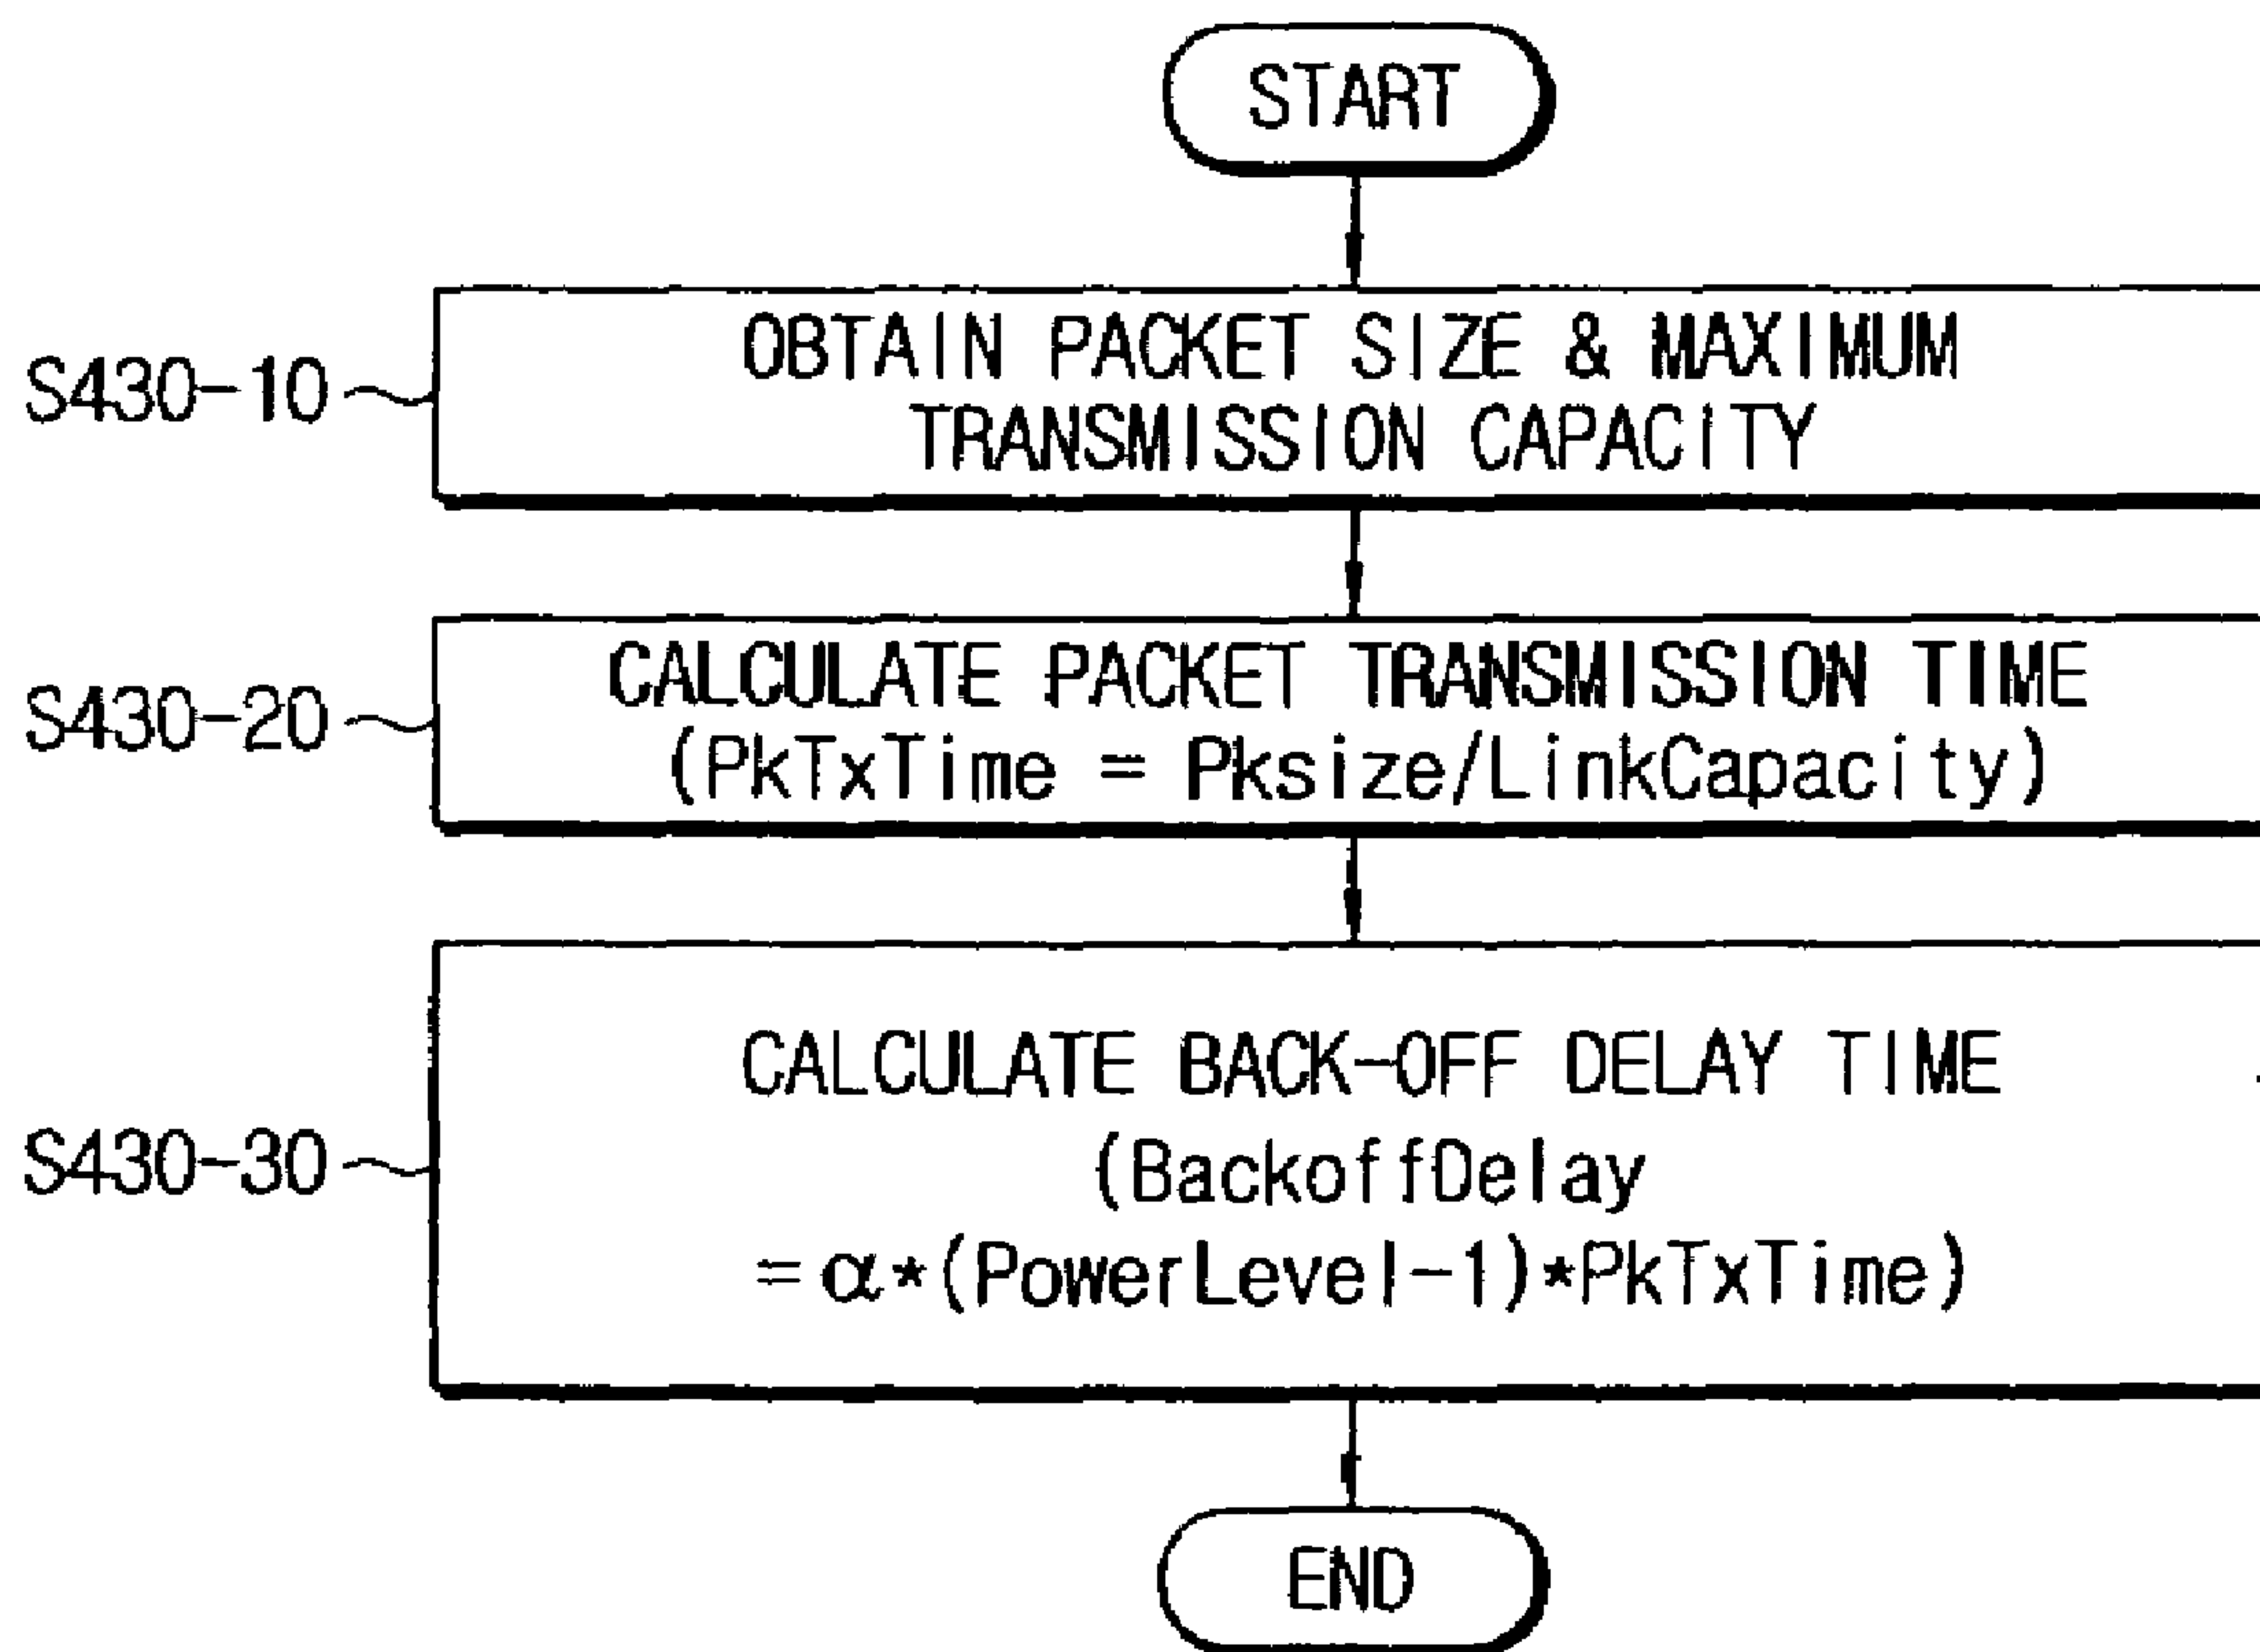 START
S430-10
OBTAIN PACKET SIZE & MAXIMUM
TRANSMISSION CAPACITY
S430-20
CALCULATE PACKET TRANSMISSION TIME
(PkTxTime = Pksize/LinkCapacity)
S430-30
CALCULATE BACK-OFF DELAY TIME
(BackoffDelay
= α*(PowerLevel-1)*PkTxTime)
END